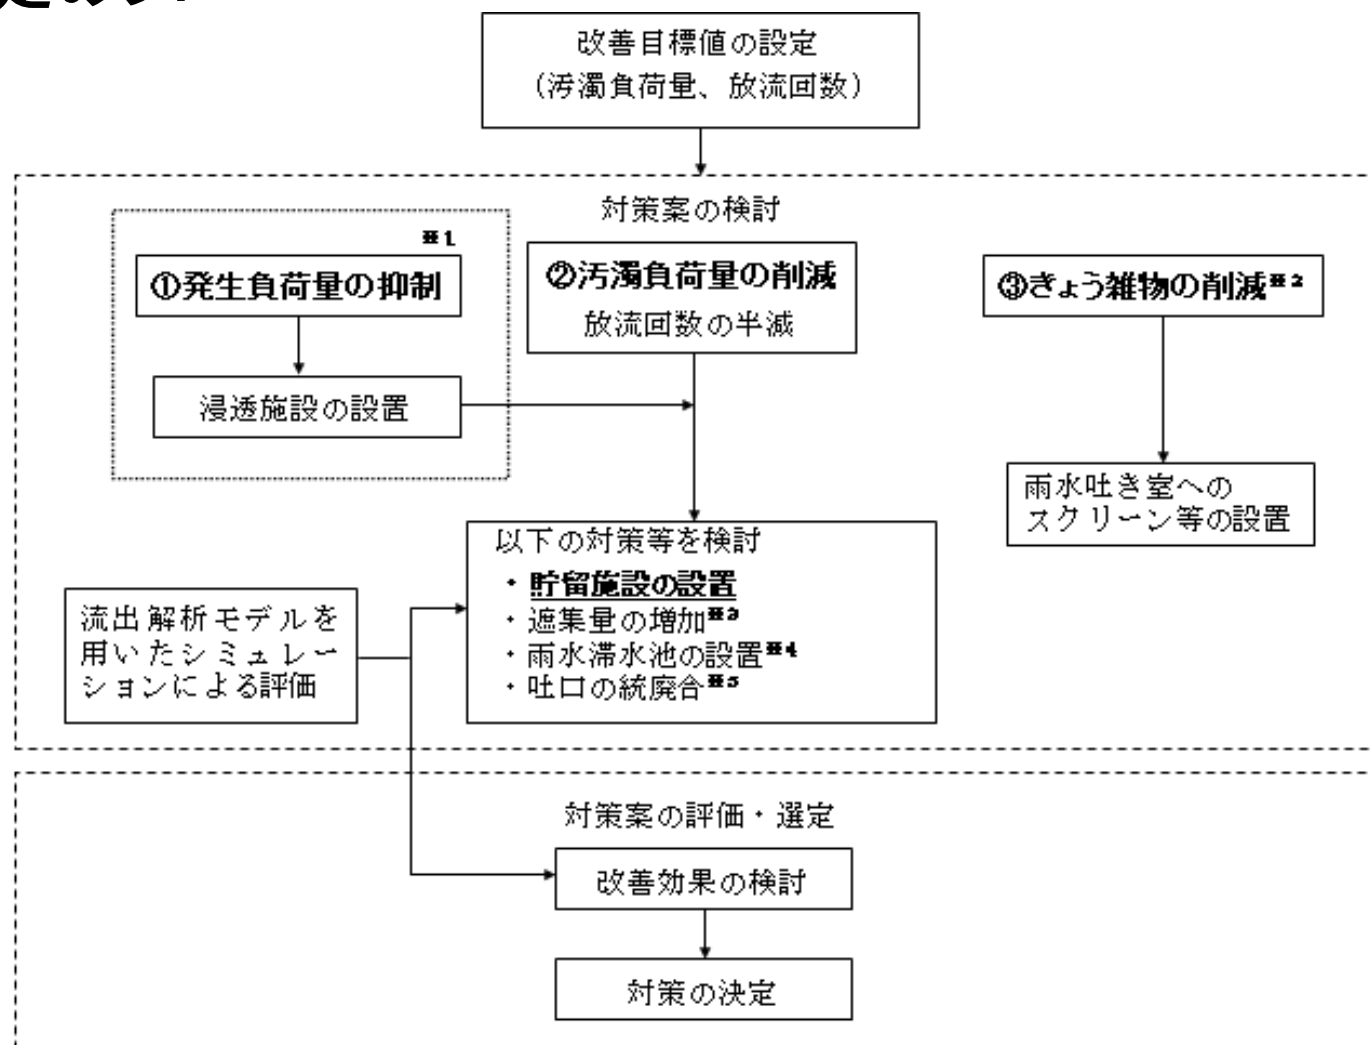 改善目標値の設定
（汚濁負荷量、放流回数）
対策案の検討
※1
①発生負荷量の抑制
浸透施設の設置
②汚濁負荷量の削減
放流回数の半減
③きょう雑物の削減※2
雨水吐き室への
スクリーン等の設置
以下の対策等を検討
・貯留施設の設置
・遮集量の増加※3
・雨水滞水池の設置※4
・吐口の統廃合※5
流出解析モデルを
用いたシミュレー
ションによる評価
対策案の評価・選定
改善効果の検討
対策の決定